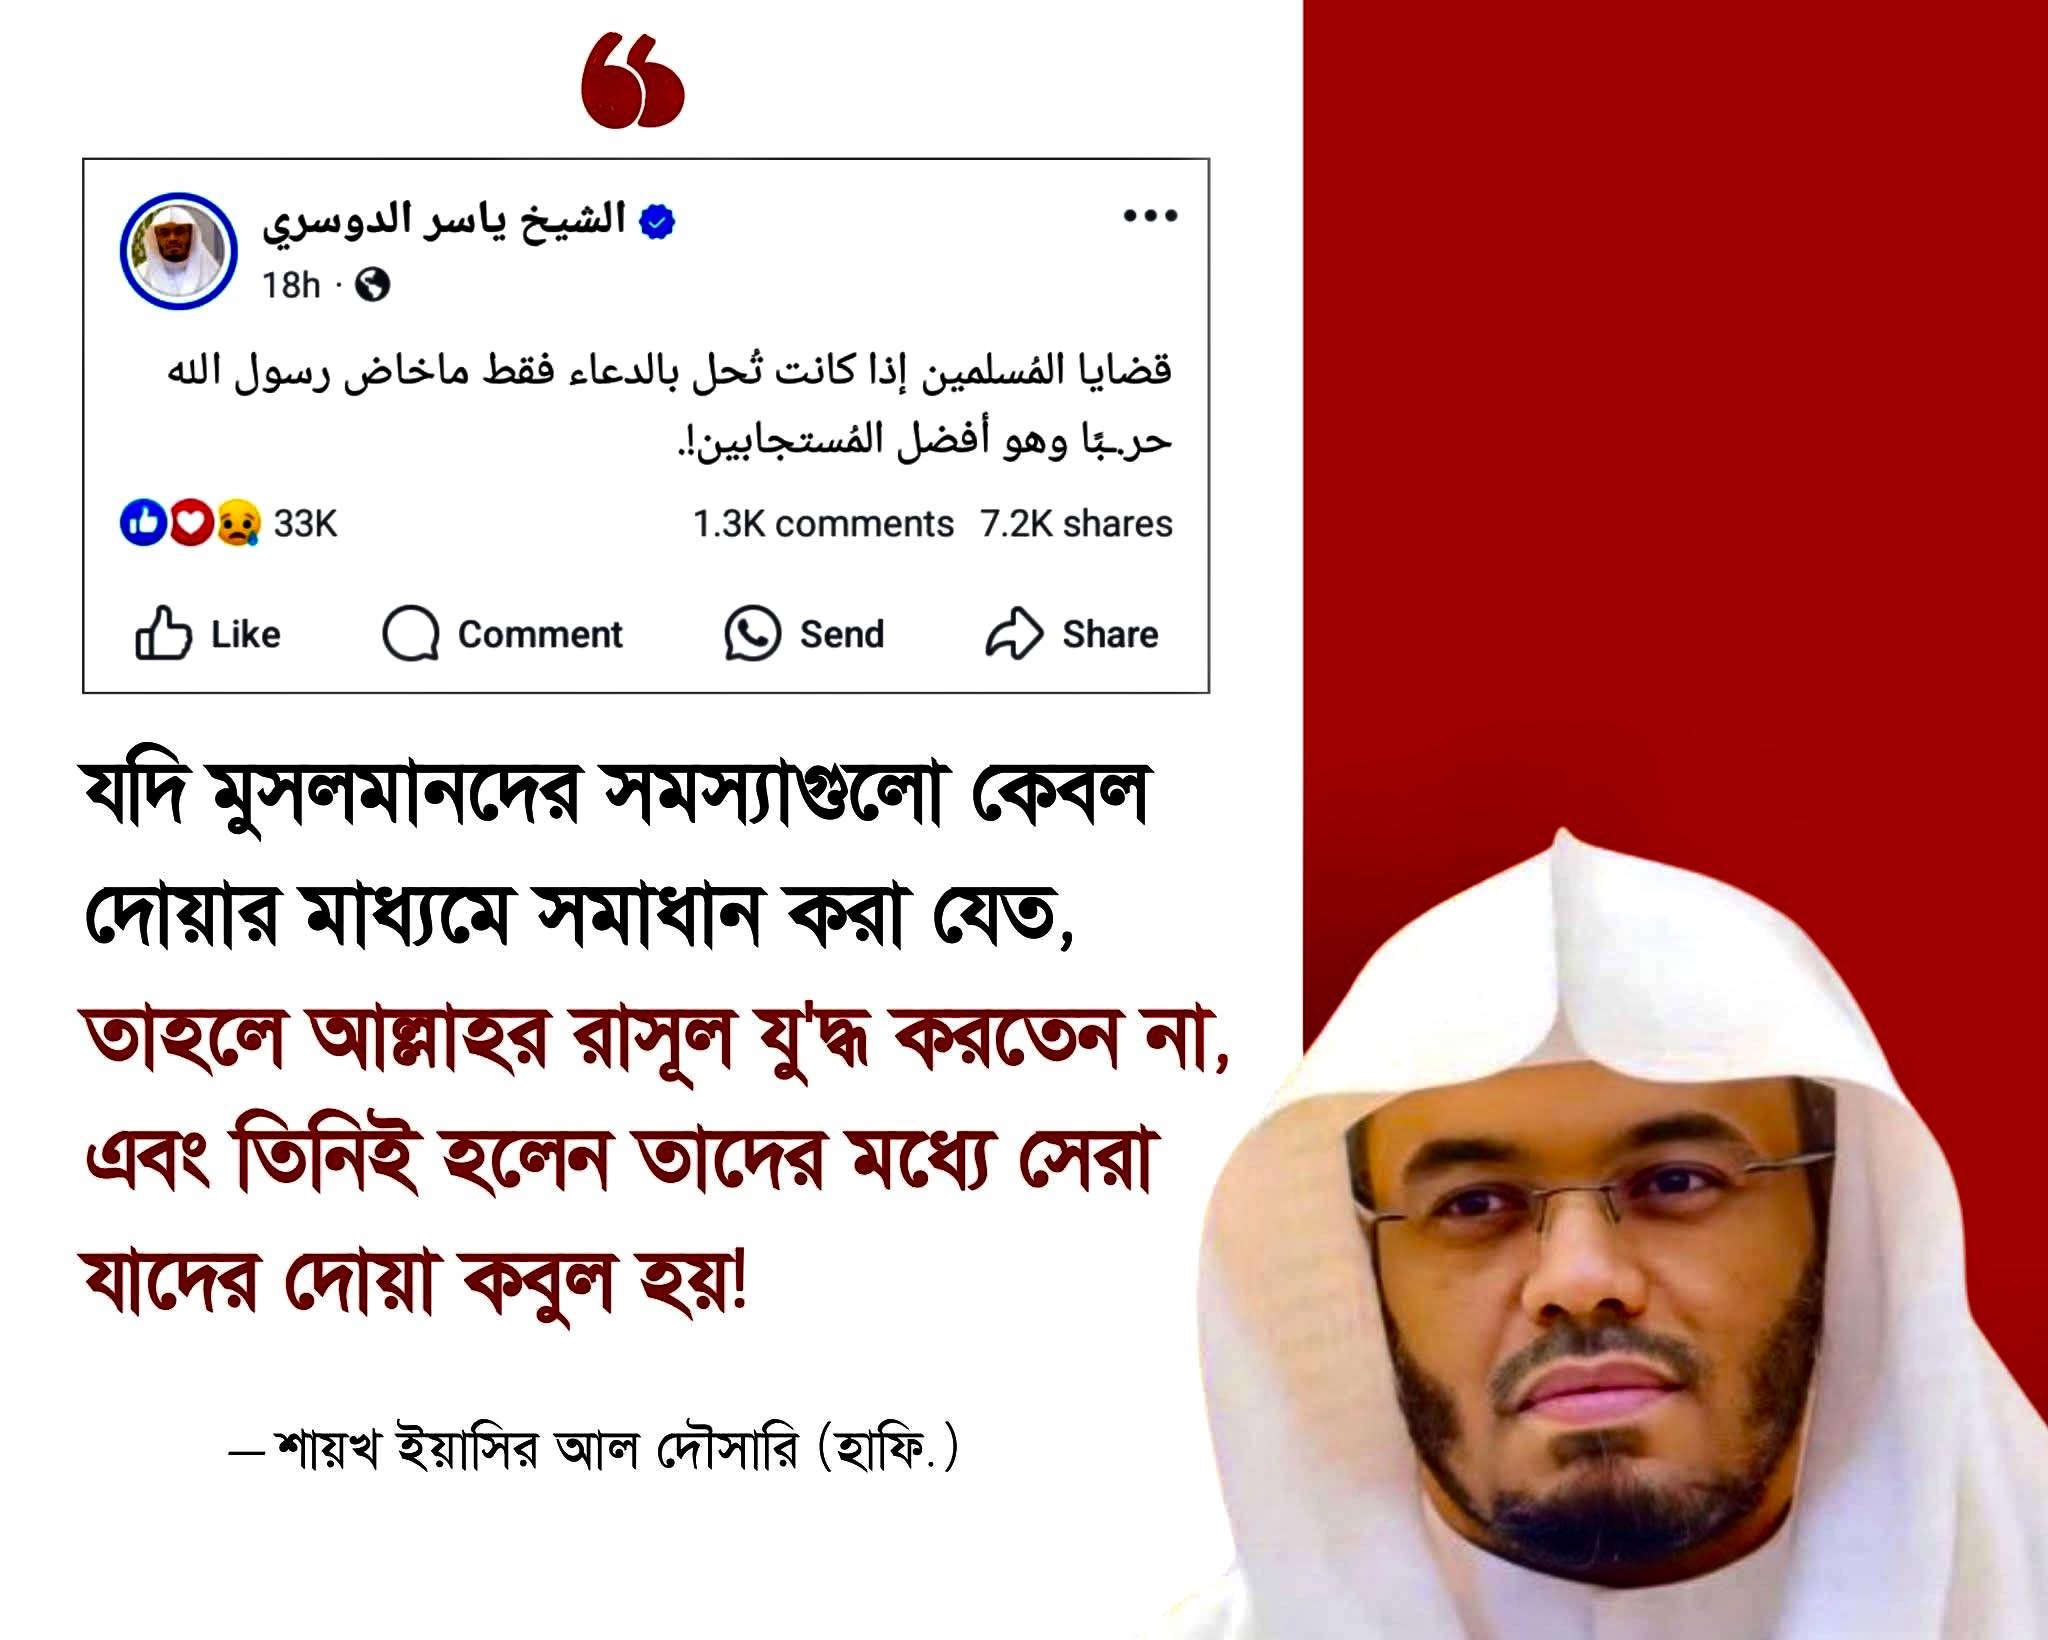 الشيخ ياسر الدوسري
18h ·
قضايا المُسلمين إذا كانت تُحل بالدعاء فقط ماخاض رسول الله
حر.بًا وهو أفضل المُستجابين!.
33K 1.3K comments 7.2K shares
Like Comment Send Share
যদি মুসলমানদের সমস্যাগুলো কেবল
দোয়ার মাধ্যমে সমাধান করা যেত,
তাহলে আল্লাহর রাসূল যু'দ্ধ করতেন না,
এবং তিনিই হলেন তাদের মধ্যে সেরা
যাদের দোয়া কবুল হয়!
– শায়খ ইয়াসির আল দৌসারি (হাফি.)